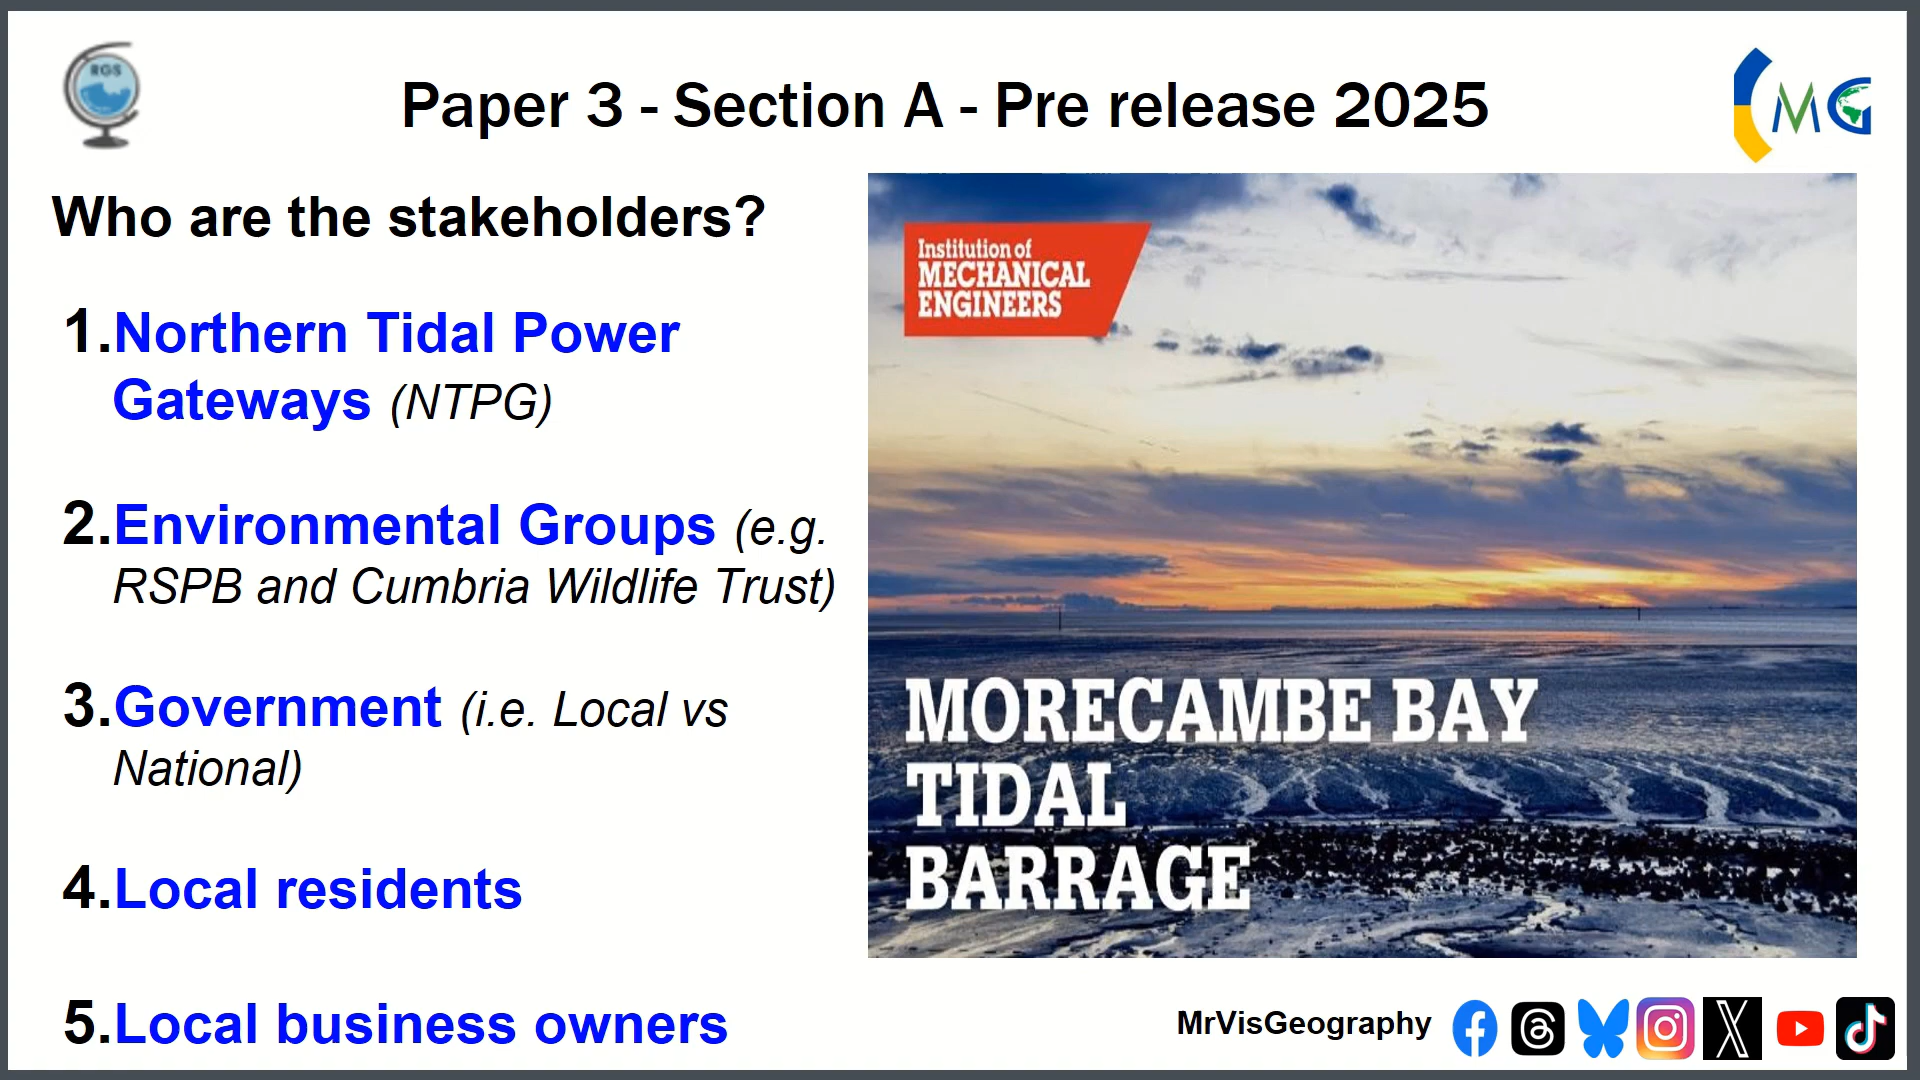 RGS
Paper 3 - Section A - Pre release 2025
MG
Who are the stakeholders?
1.Northern Tidal Power
Gateways (NTPG)
2.Environmental Groups (e.g.
RSPB and Cumbria Wildlife Trust)
3.Government (i.e. Local vs
National)
4.Local residents
5.Local business owners
Institution of
MECHANICAL
ENGINEERS
MORECAMBE BAY
TIDAL
BARRAGE
MrVisGeography